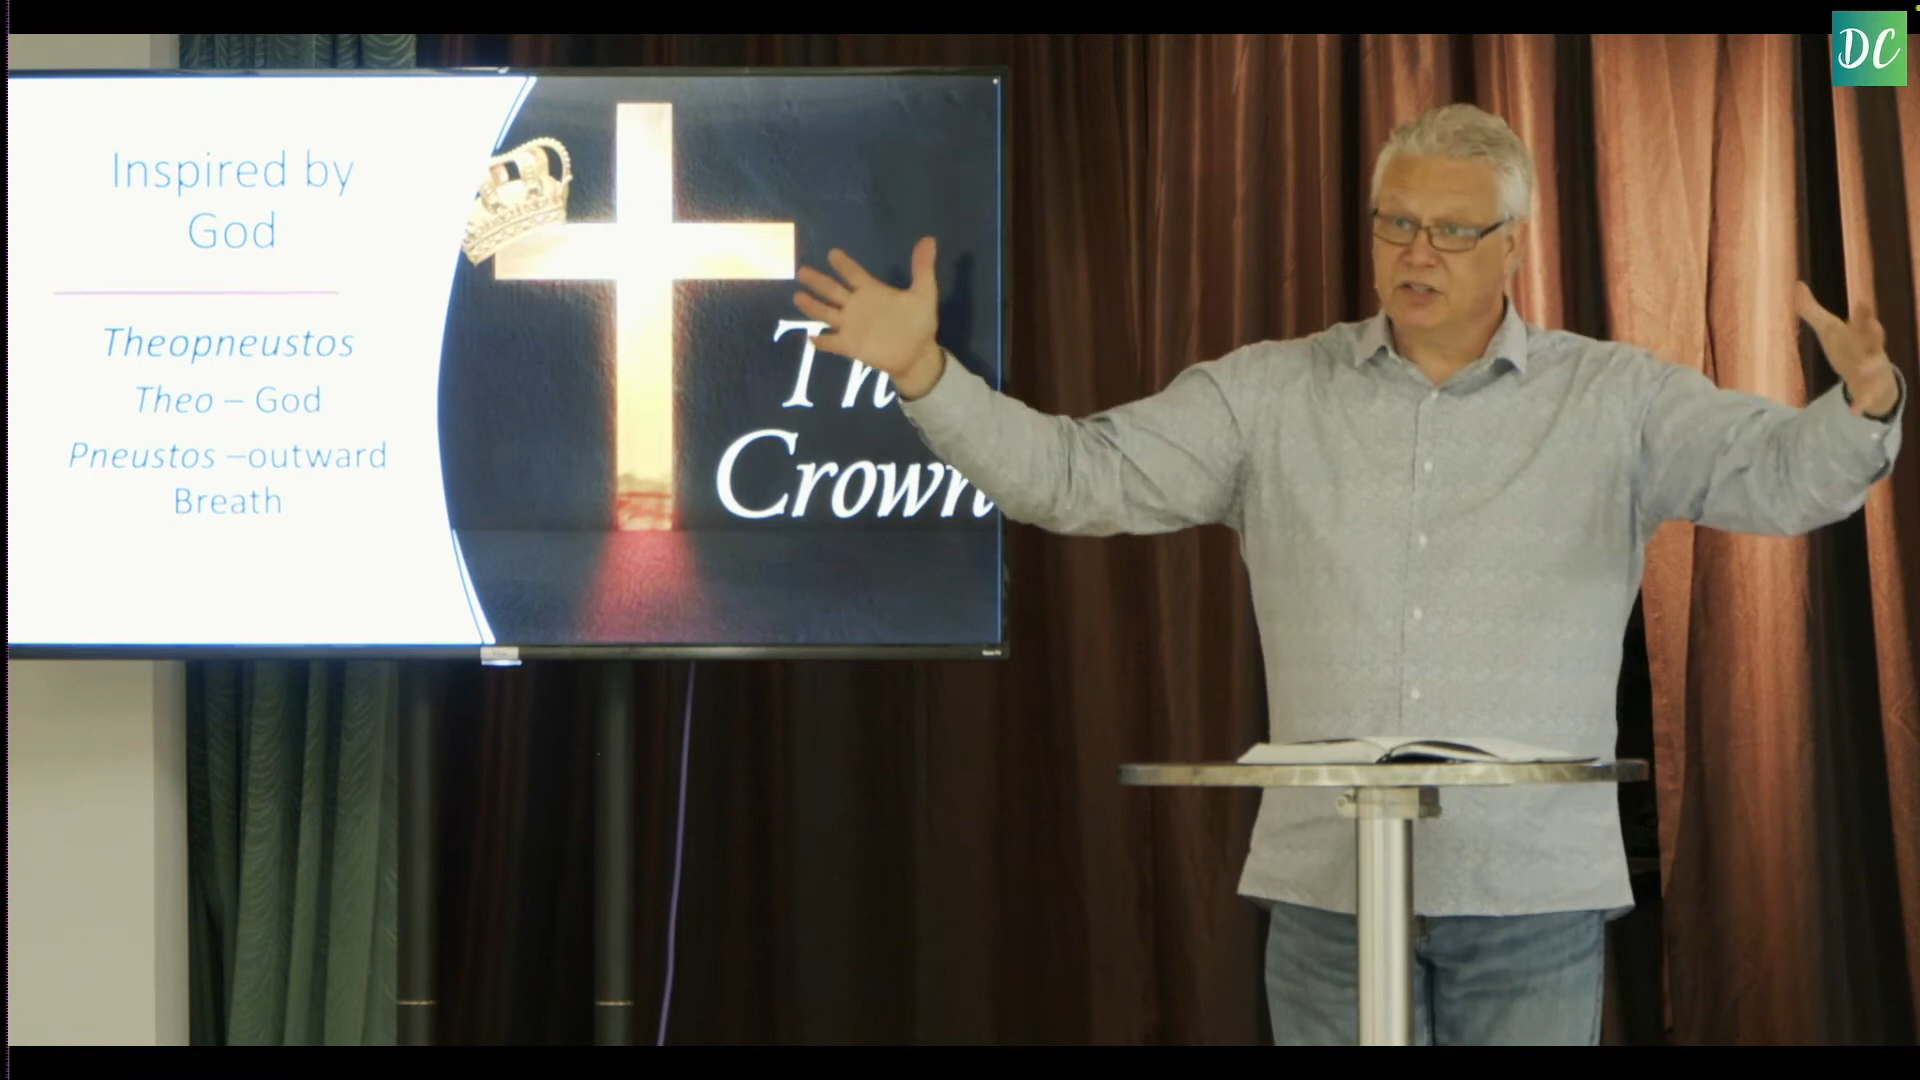 DC
Inspired by
God
Theopneustos
Theo – God
Pneustos –outward
Breath
Crown